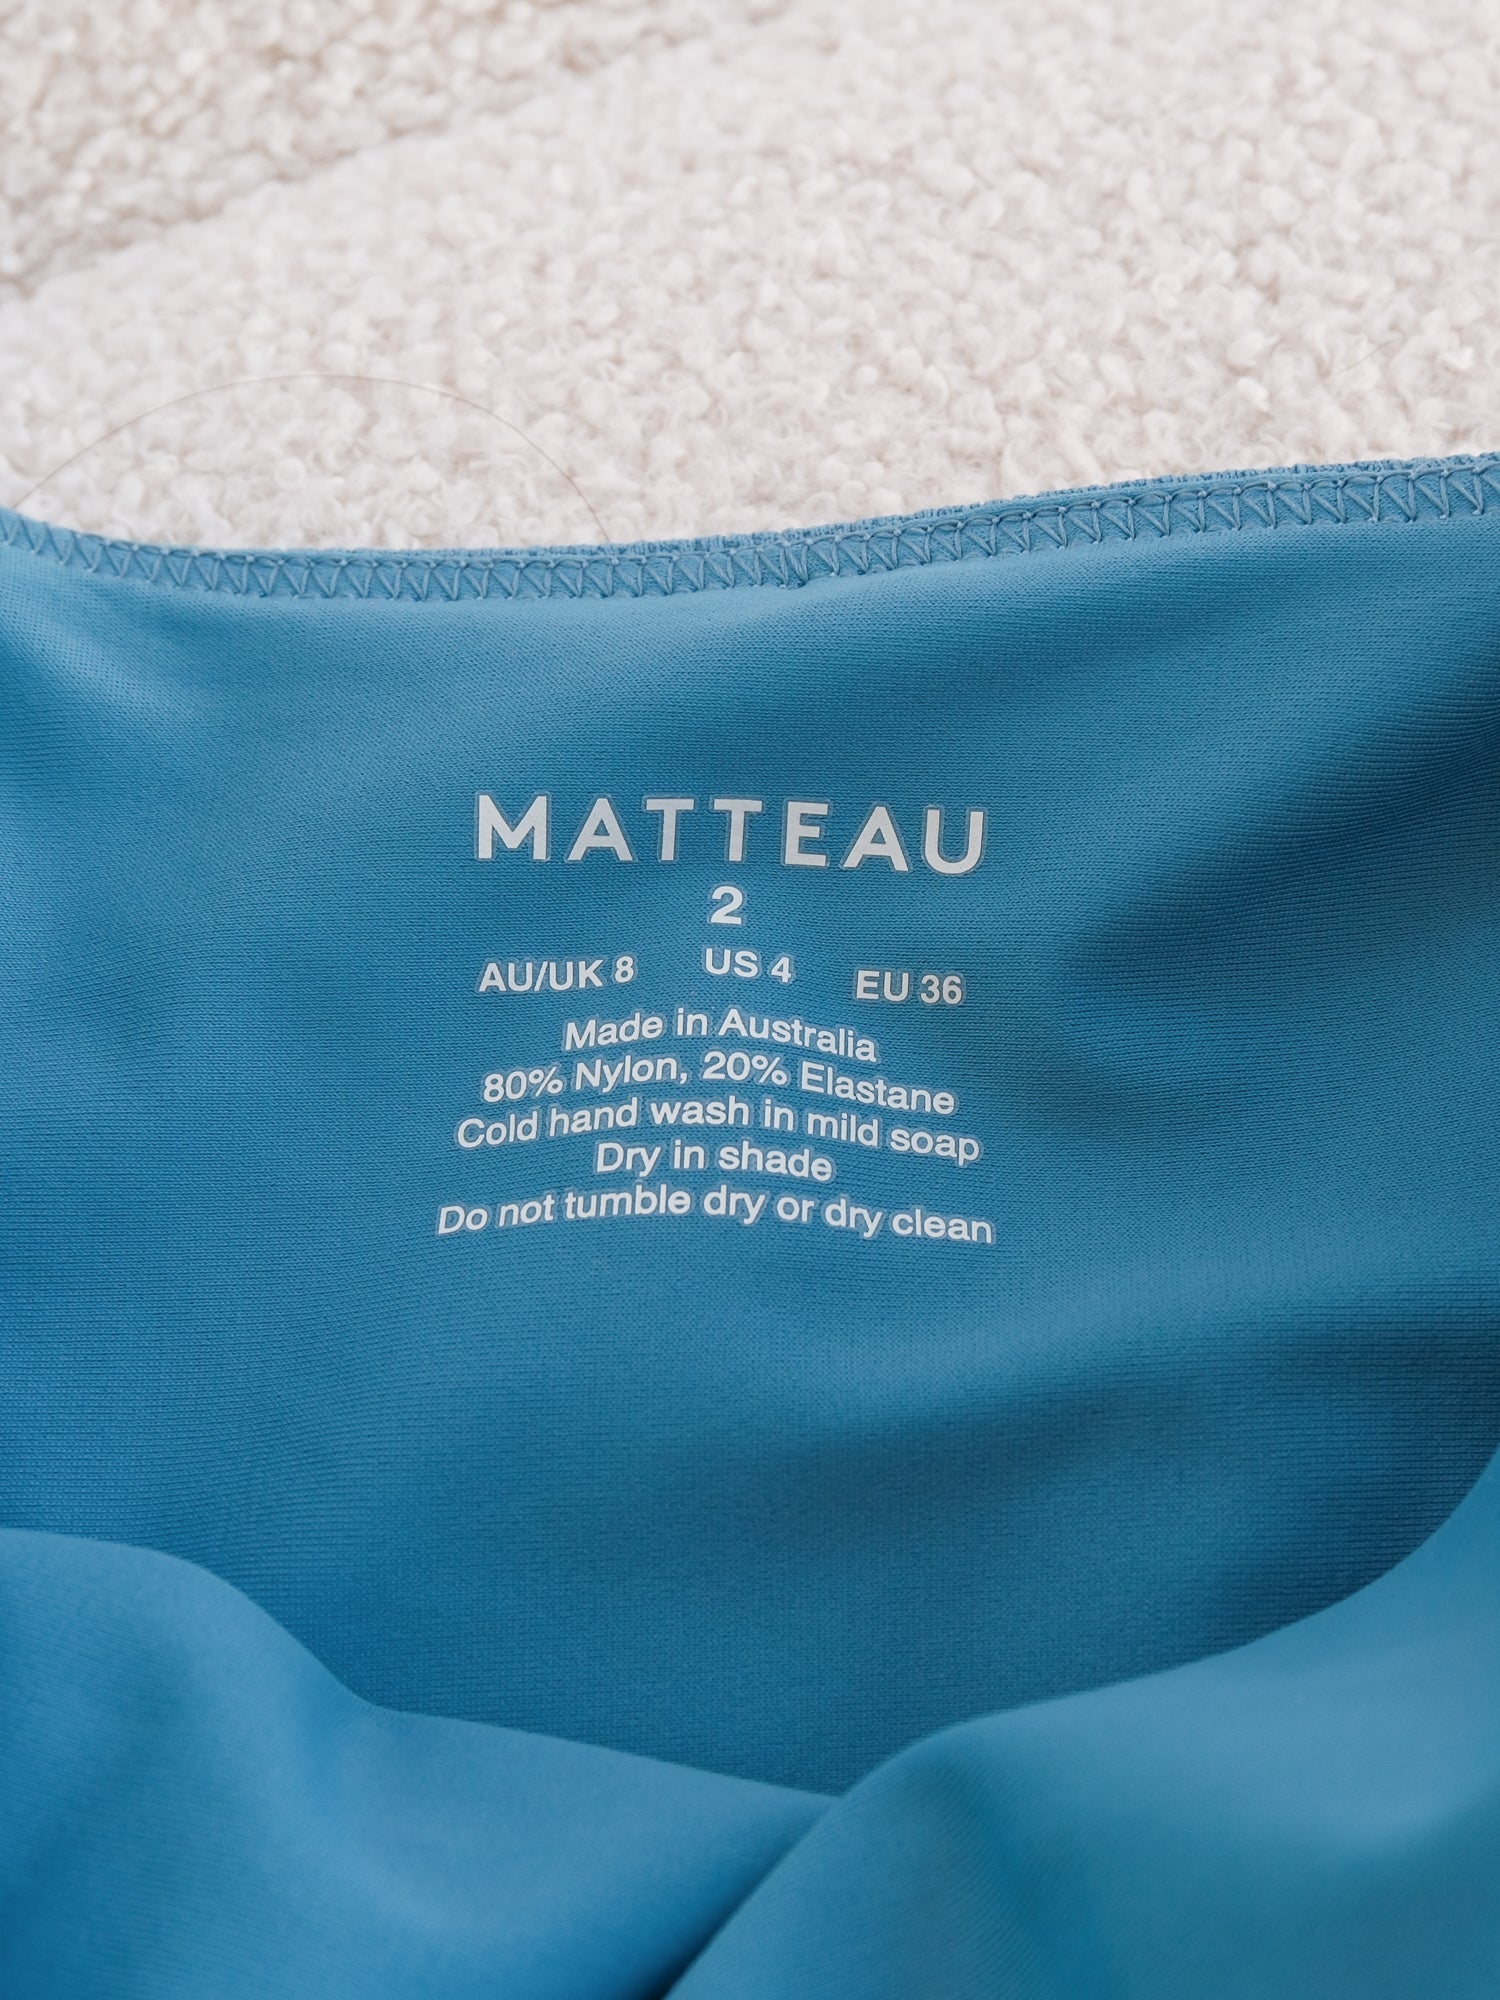 MATTEAU
2
AU/UK 8 US 4 EU 36
Made in Australia
80% Nylon, 20% Elastane
Cold hand wash in mild soap
Dry in shade
Do not tumble dry or dry clean